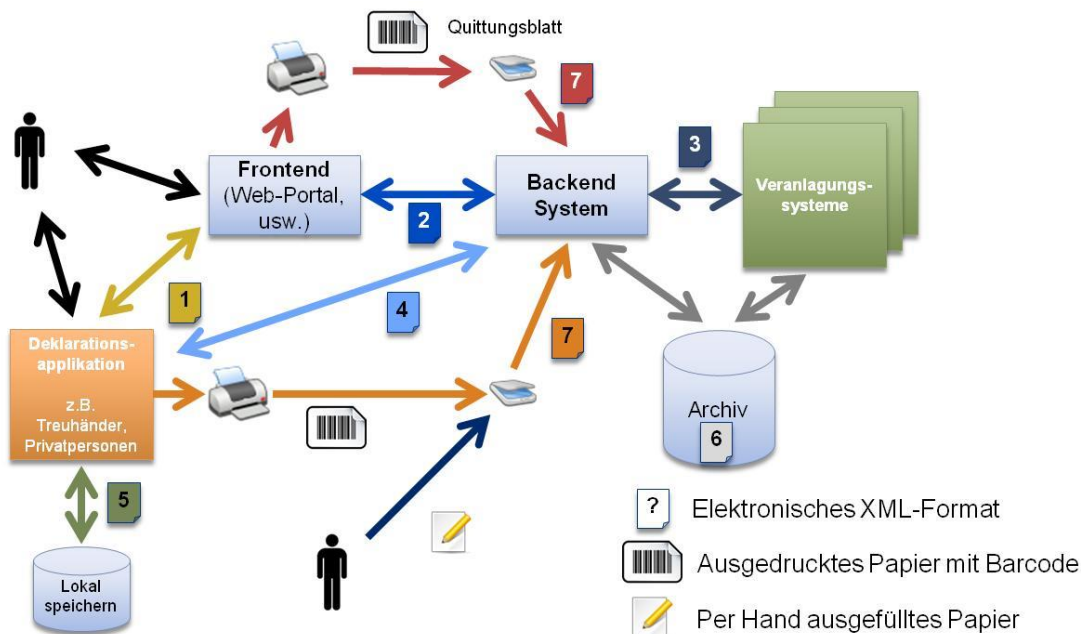 Quittungsblatt
7
Frontend
(Web-Portal,
usw.)
2
Backend
System
3
Veranlagungs-
systeme
1
4
7
Deklarations-
applikation
z.B.
Treuhänder,
Privatpersonen
Archiv
6
5
Lokal
speichern
? Elektronisches XML-Format
Ausgedrucktes Papier mit Barcode
Per Hand ausgefülltes Papier